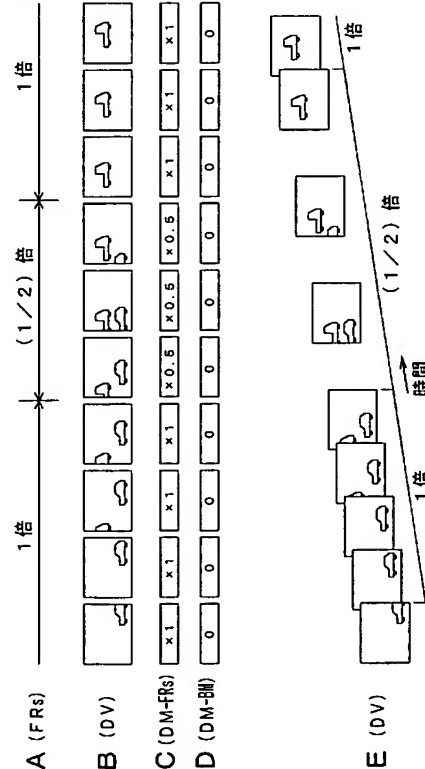 A (FRs) 1倍 (1/2) 倍 1倍
B (DV)
C (DM-FRs) ×1 ×1 ×1 ×1 ×0.5 ×0.5 ×0.5 ×1 ×1 ×1
D (DM-BM) 0 0 0 0 0 0 0 0 0 0
E (DV) 1倍 (1/2) 倍 1倍
時間